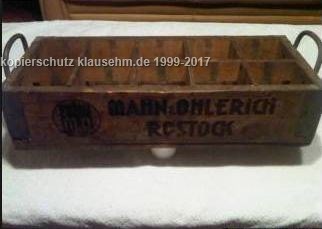 kopierschutz klausehm.de 1999-2017
MAHN & OHLERICH
ROSTOCK